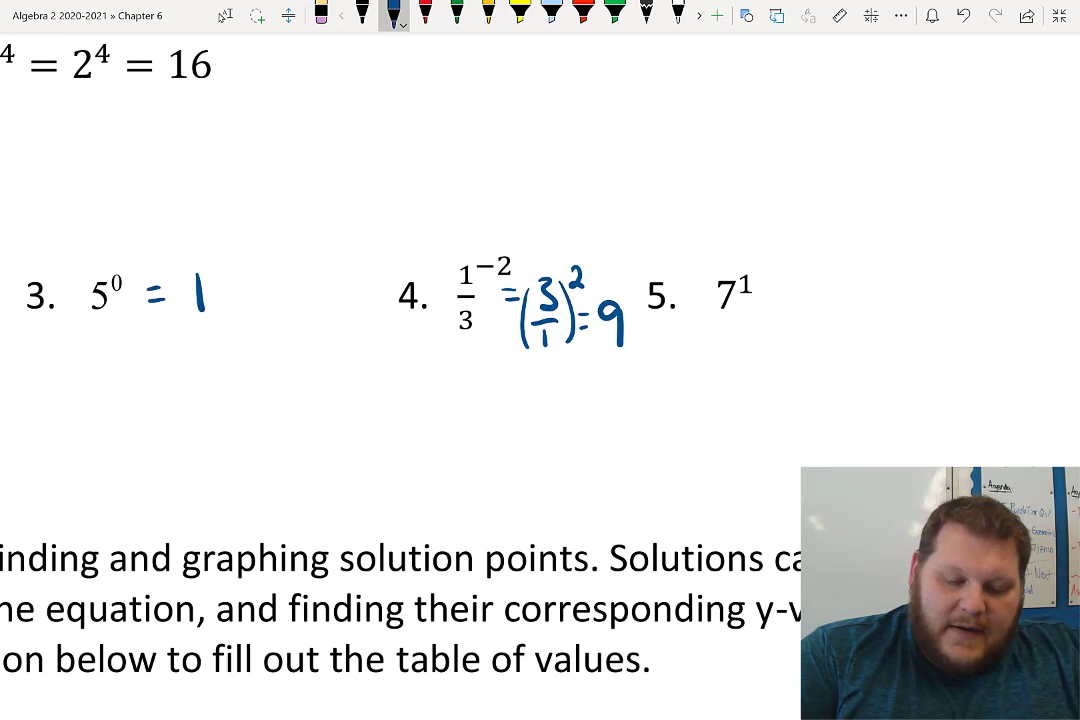 Algebra 2 2020-2021 » Chapter 6
⁴ = 2⁴ = 16
3. 5⁰ = 1
4. 1/3⁻² = (3/1)² = 9
5. 7¹
inding and graphing solution points. Solutions ca
he equation, and finding their corresponding y-v
on below to fill out the table of values.
Agenda